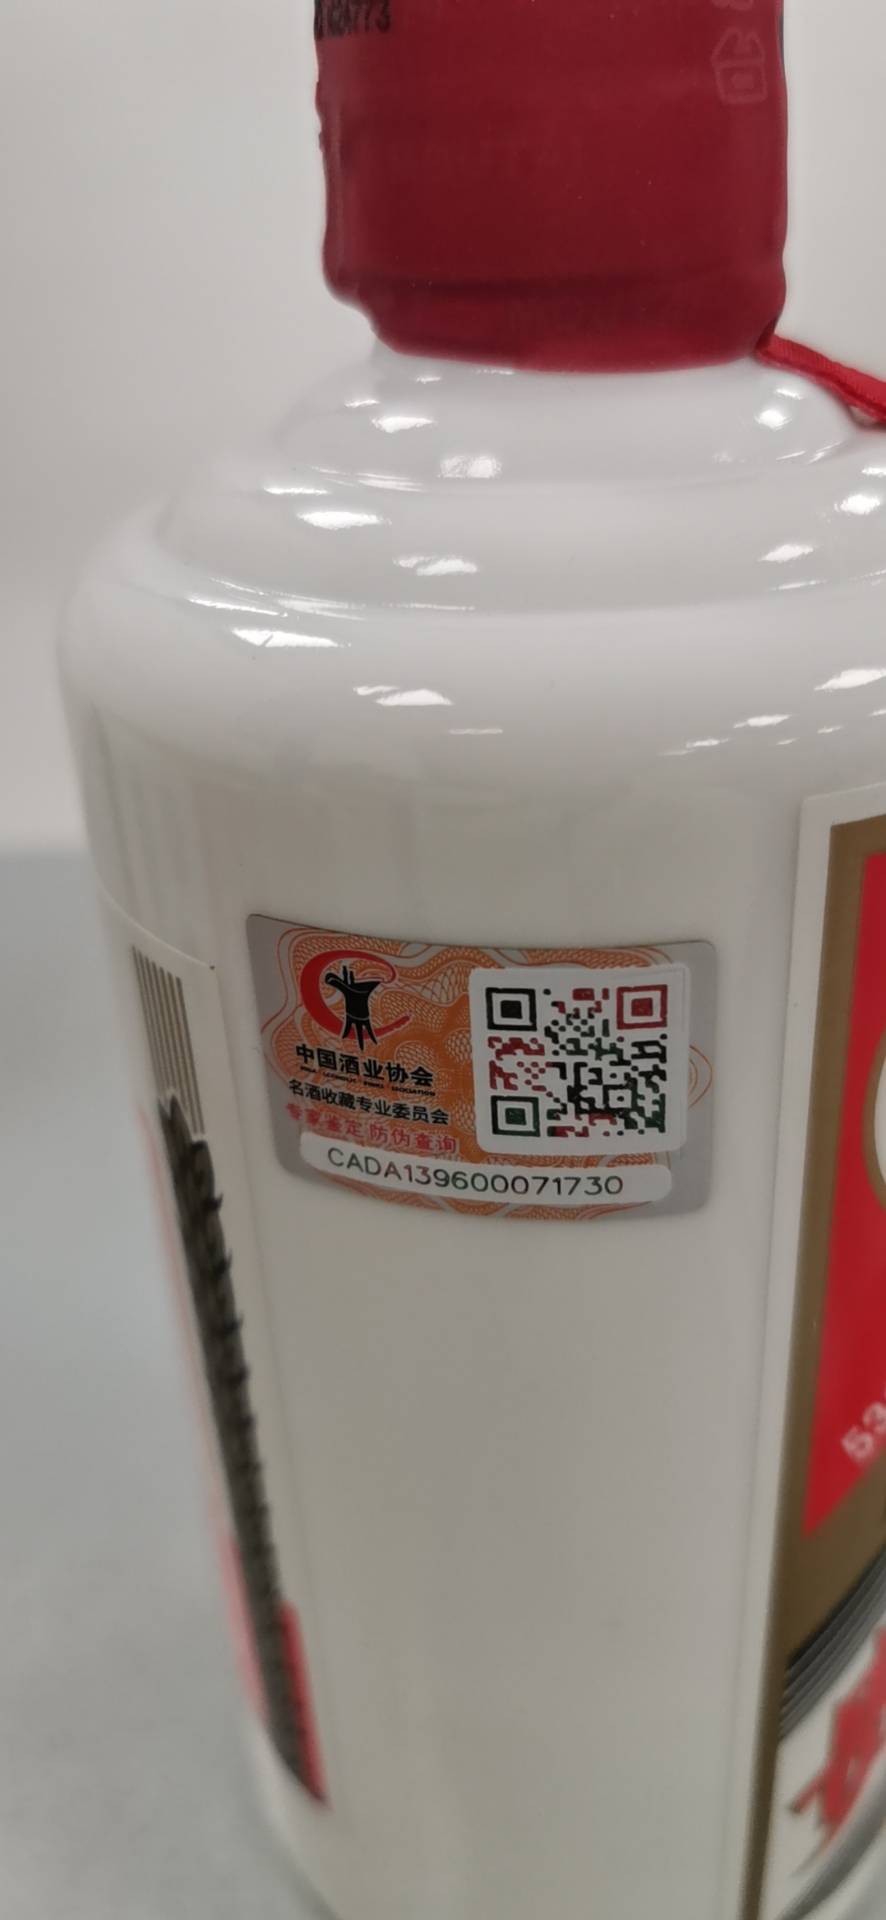 中国酒业协会
名酒收藏专业委员会
专家鉴定 防伪查询
CADA139600071730
53